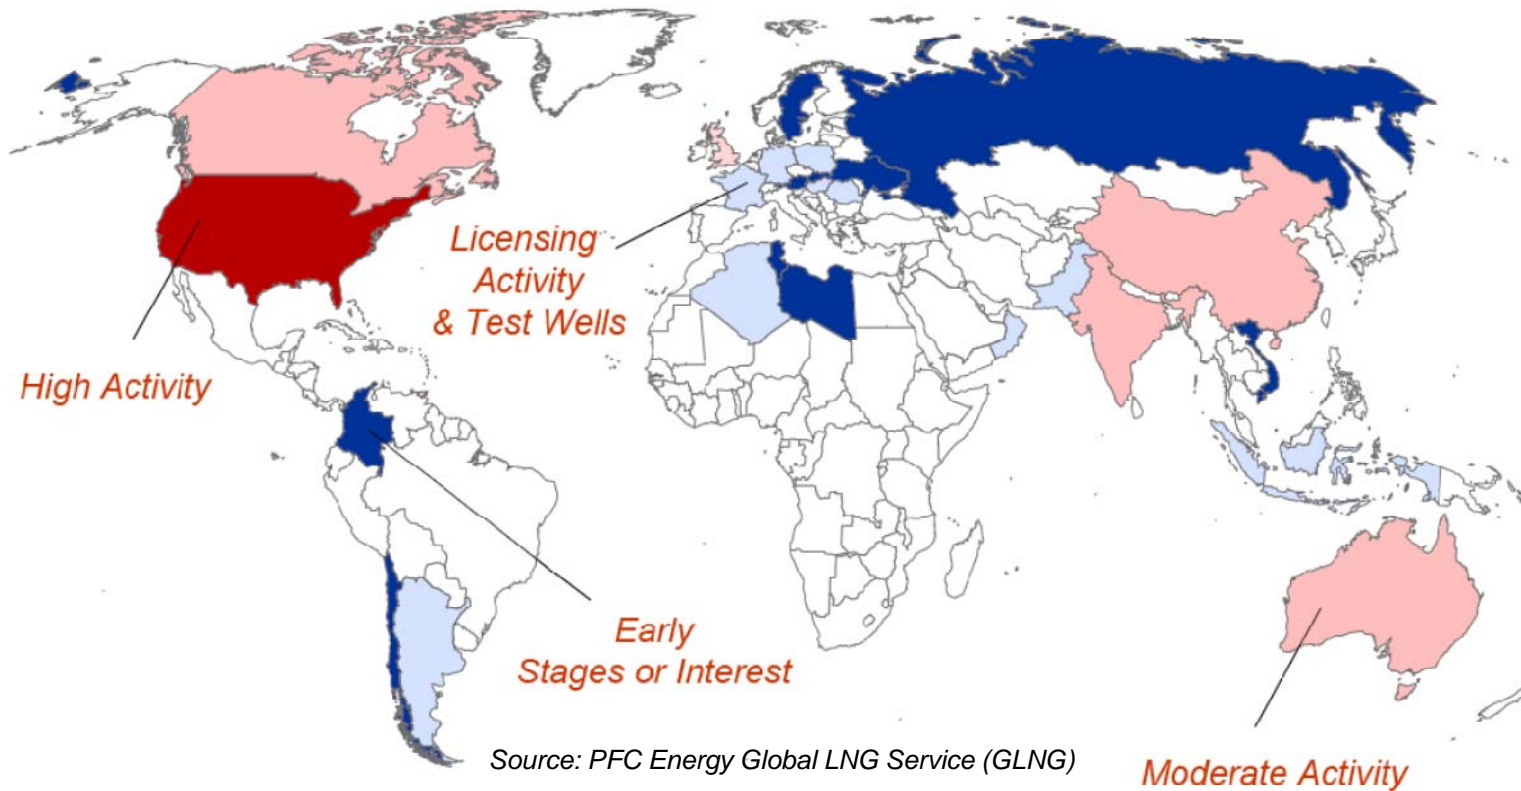 Licensing
Activity
& Test Wells
High Activity
Early
Stages or Interest
Source: PFC Energy Global LNG Service (GLNG)
Moderate Activity